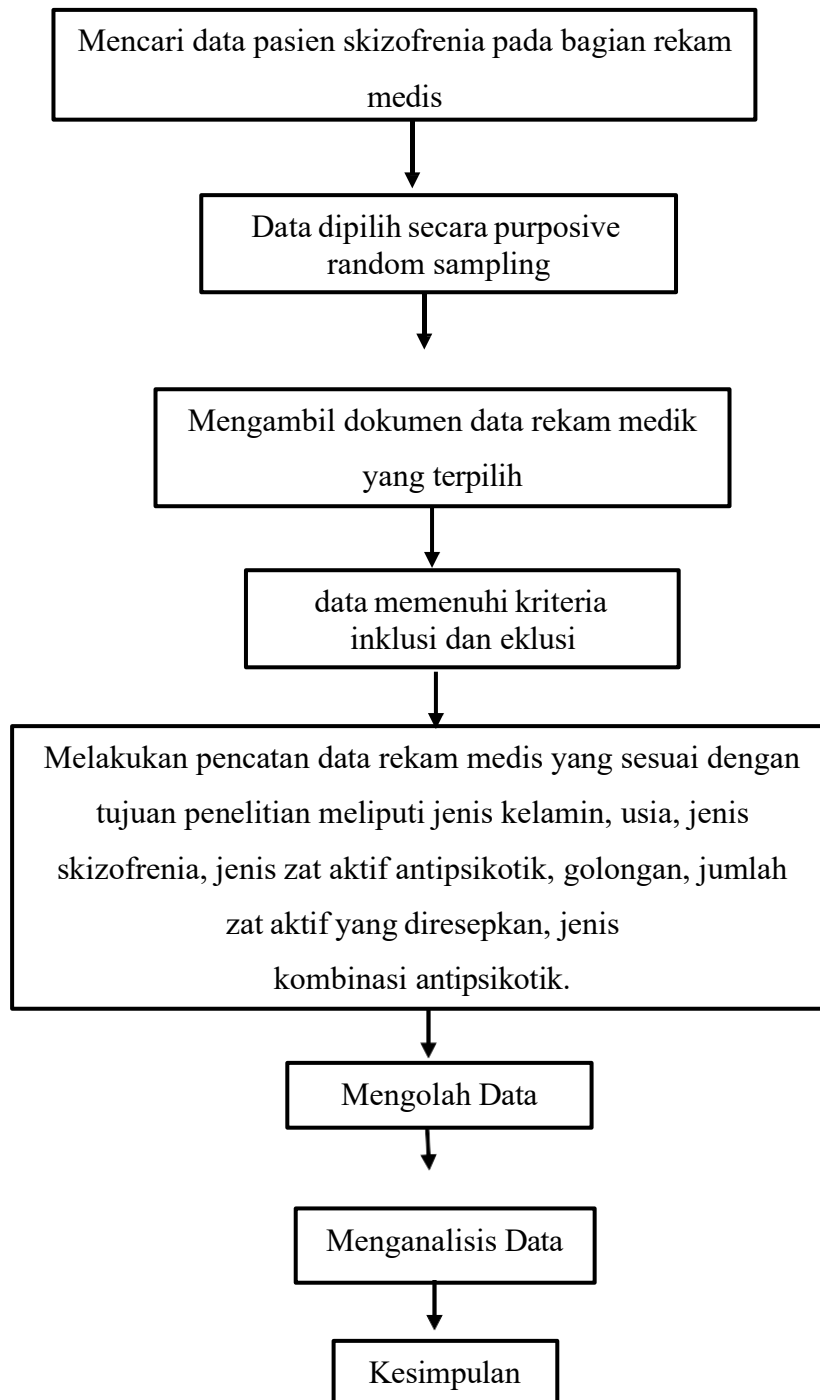 Mencari data pasien skizofrenia pada bagian rekam
medis
Data dipilih secara purposive
random sampling
Mengambil dokumen data rekam medik
yang terpilih
data memenuhi kriteria
inklusi dan eklusi
Melakukan pencatan data rekam medis yang sesuai dengan
tujuan penelitian meliputi jenis kelamin, usia, jenis
skizofrenia, jenis zat aktif antipsikotik, golongan, jumlah
zat aktif yang diresepkan, jenis
kombinasi antipsikotik.
Mengolah Data
Menganalisis Data
Kesimpulan